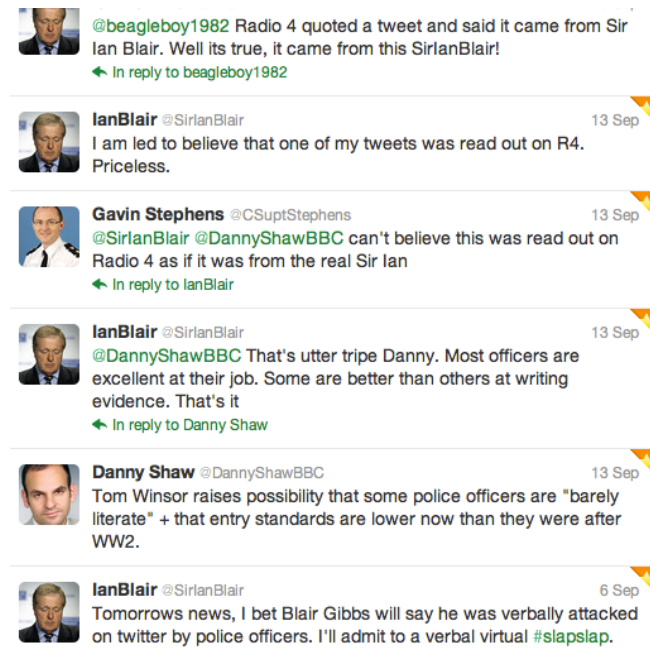 @beagleboy1982 Radio 4 quoted a tweet and said it came from Sir
Ian Blair. Well its true, it came from this SirIanBlair!
In reply to beagleboy1982
IanBlair @SirIanBlair 13 Sep
I am led to believe that one of my tweets was read out on R4.
Priceless.
Gavin Stephens @CSuptStephens 13 Sep
@SirIanBlair @DannyShawBBC can't believe this was read out on
Radio 4 as if it was from the real Sir Ian
In reply to IanBlair
IanBlair @SirIanBlair 13 Sep
@DannyShawBBC That's utter tripe Danny. Most officers are
excellent at their job. Some are better than others at writing
evidence. That's it
In reply to Danny Shaw
Danny Shaw @DannyShawBBC 13 Sep
Tom Winsor raises possibility that some police officers are "barely
literate" + that entry standards are lower now than they were after
WW2.
IanBlair @SirIanBlair 6 Sep
Tomorrows news, I bet Blair Gibbs will say he was verbally attacked
on twitter by police officers. I'll admit to a verbal virtual #slapslap.